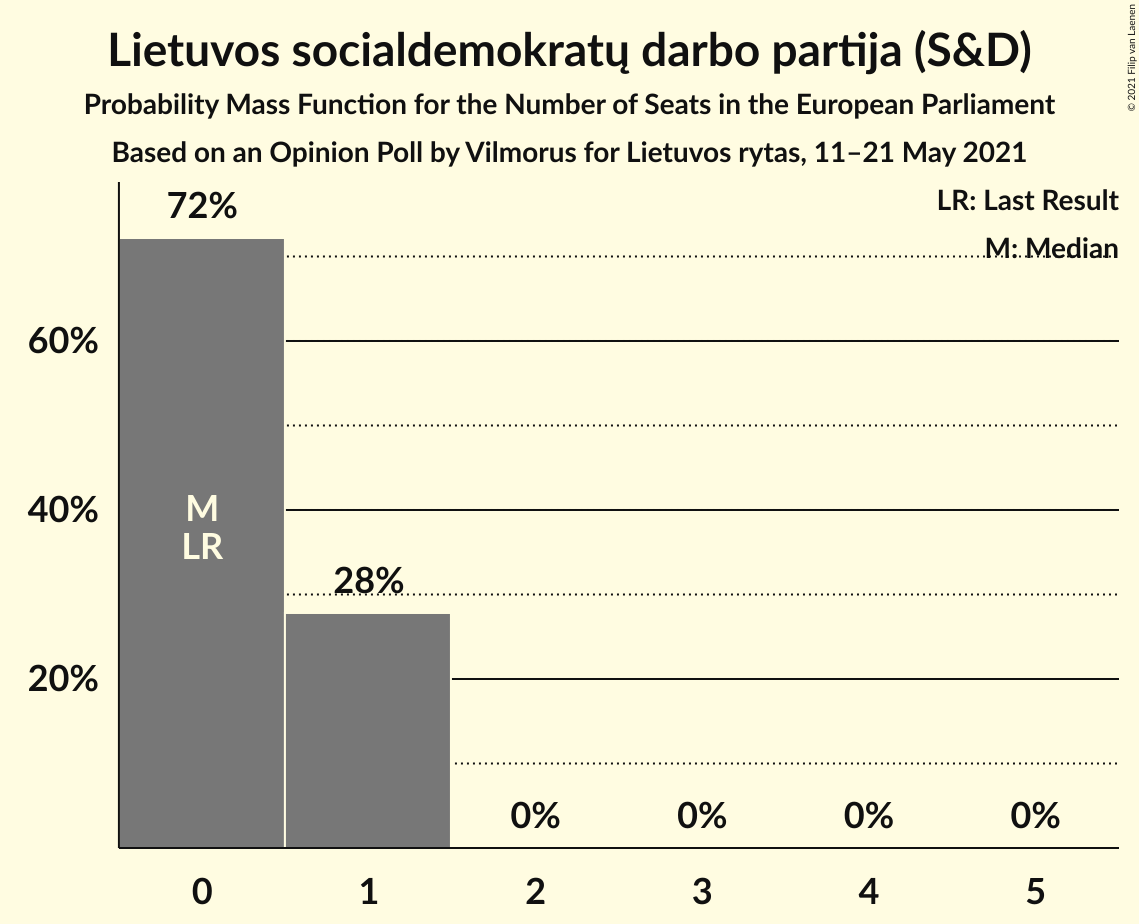 Lietuvos socialdemokratų darbo partija (S&D)
Probability Mass Function for the Number of Seats in the European Parliament
Based on an Opinion Poll by Vilmorus for Lietuvos rytas, 11–21 May 2021
© 2021 Filip van Laenen
LR: Last Result
M: Median
72%
60%
40%
20%
M
LR
28%
0%
0%
0%
0%
0
1
2
3
4
5